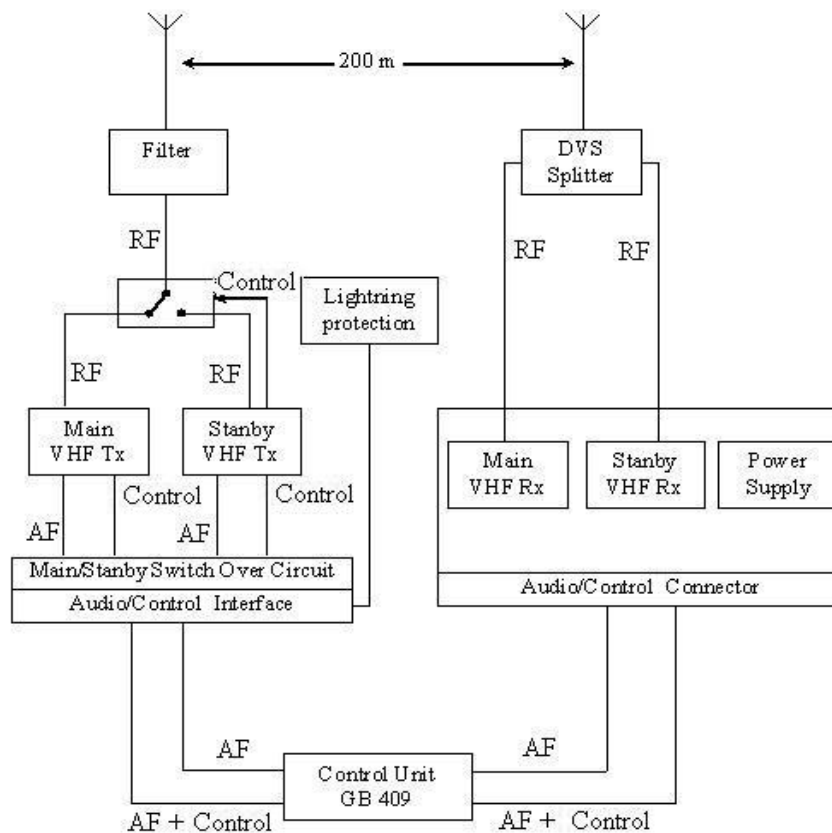 200 m
Filter
DVS
Splitter
RF
RF
RF
Control
Lightning
protection
RF
RF
Main
VHF Tx
Stanby
VHF Tx
Main
VHF Rx
Stanby
VHF Rx
Power
Supply
Control
Control
AF
AF
Main/Stanby Switch Over Circuit
Audio/Control Interface
Audio/Control Connector
AF
AF
Control Unit
GB 409
AF + Control
AF + Control